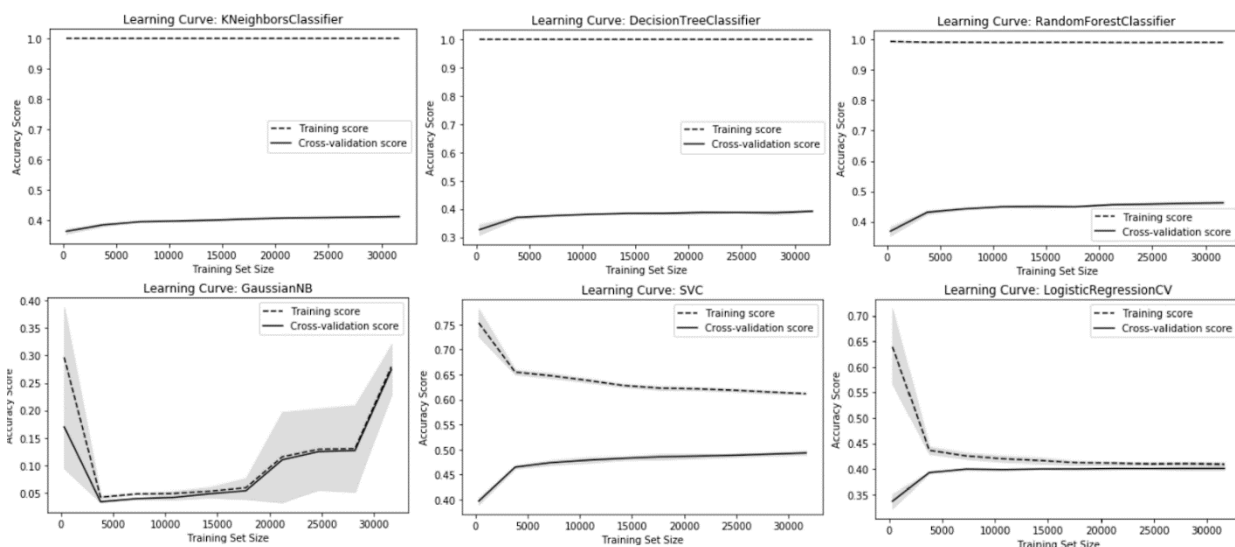 Learning Curve: KNeighborsClassifier
1.0
0.9
0.8
0.7
0.6
0.5
0.4
Accuracy Score
Training score
Cross-validation score
0 5000 10000 15000 20000 25000 30000
Training Set Size
Learning Curve: DecisionTreeClassifier
1.0
0.9
0.8
0.7
0.6
0.5
0.4
0.3
Accuracy Score
Training score
Cross-validation score
0 5000 10000 15000 20000 25000 30000
Training Set Size
Learning Curve: RandomForestClassifier
1.0
0.9
0.8
0.7
0.6
0.5
0.4
Accuracy Score
Training score
Cross-validation score
0 5000 10000 15000 20000 25000 30000
Training Set Size
Learning Curve: GaussianNB
0.40
0.35
0.30
0.25
0.20
0.15
0.10
0.05
Accuracy Score
Training score
Cross-validation score
0 5000 10000 15000 20000 25000 30000
Training Set Size
Learning Curve: SVC
0.75
0.70
0.65
0.60
0.55
0.50
0.45
0.40
Accuracy Score
Training score
Cross-validation score
0 5000 10000 15000 20000 25000 30000
Training Set Size
Learning Curve: LogisticRegressionCV
0.70
0.65
0.60
0.55
0.50
0.45
0.40
0.35
Accuracy Score
Training score
Cross-validation score
0 5000 10000 15000 20000 25000 30000
Training Set Size